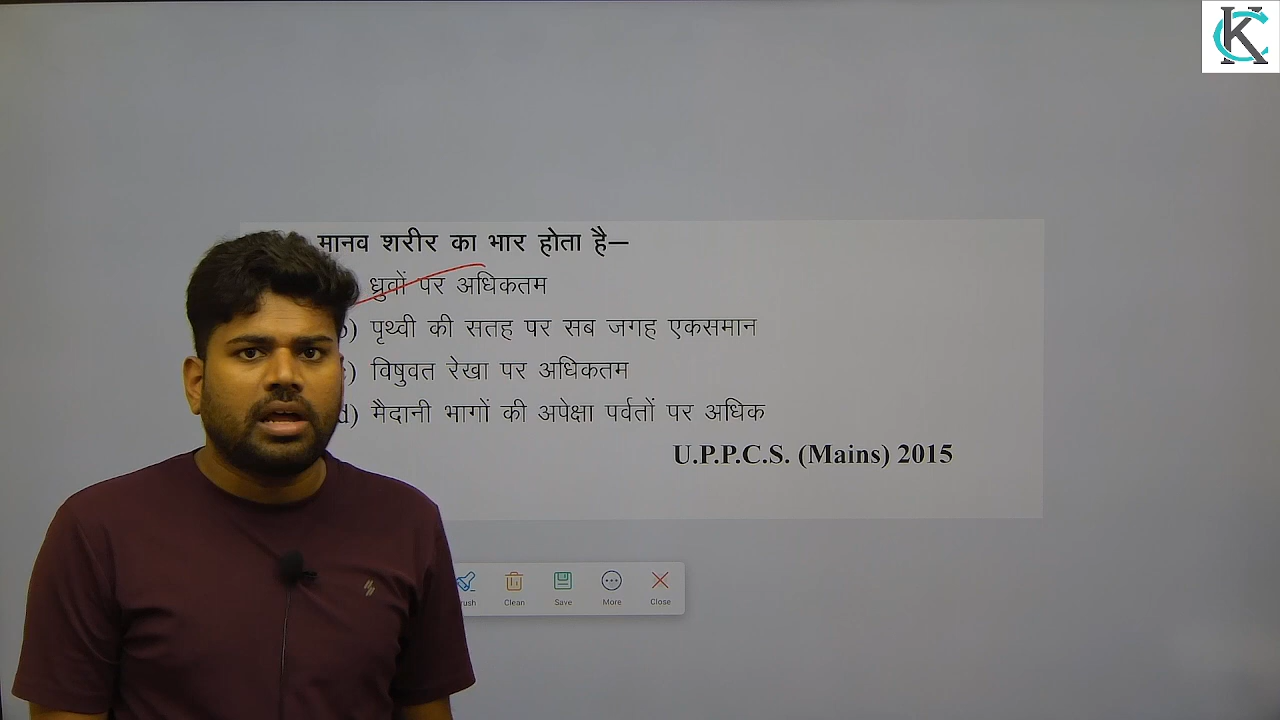 मानव शरीर का भार होता है—
ध्रुवों पर अधिकतम
) पृथ्वी की सतह पर सब जगह एकसमान
) विषुवत रेखा पर अधिकतम
d) मैदानी भागों की अपेक्षा पर्वतों पर अधिक
U.P.P.C.S. (Mains) 2015
Clean Save More Close
KC